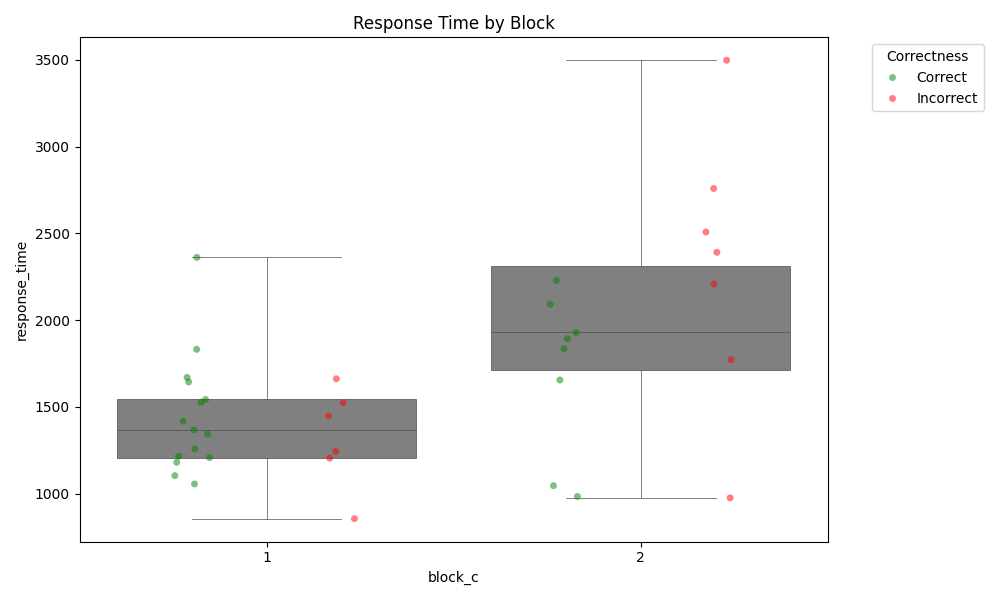 Response Time by Block
Correctness
Correct
Incorrect
response_time
3500
3000
2500
2000
1500
1000
1
2
block_c